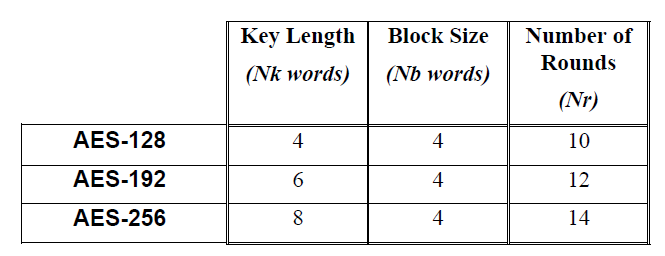 Key Length Block Size Number of
Rounds
(Nk words) (Nb words) (Nr)
AES-128 4 4 10
AES-192 6 4 12
AES-256 8 4 14